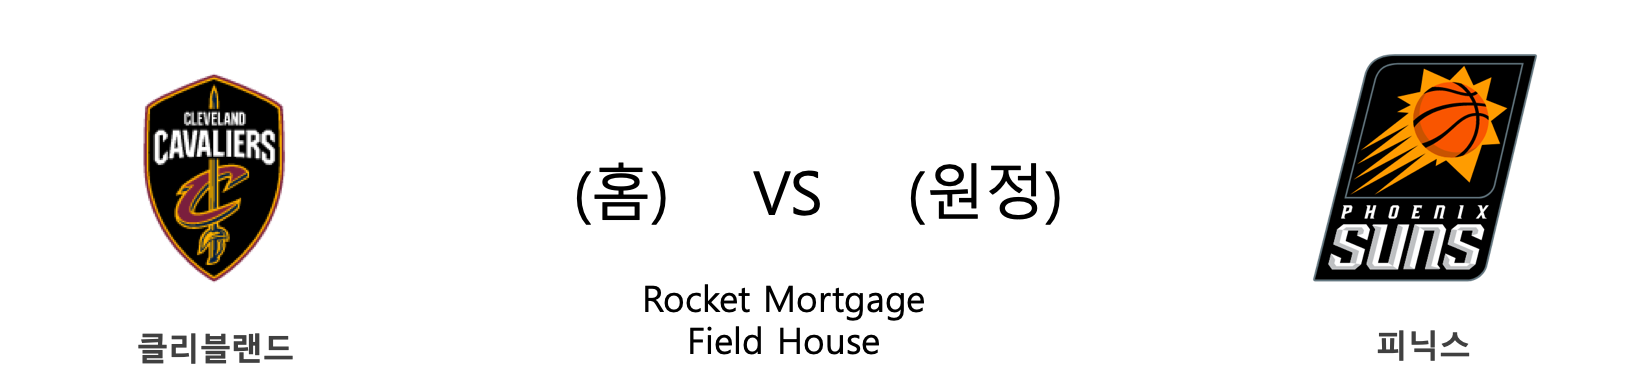 CLEVELAND
CAVALIERS
C
클리블랜드
(홈) VS (원정)
Rocket Mortgage
Field House
PHOENIX
SUNS
피닉스